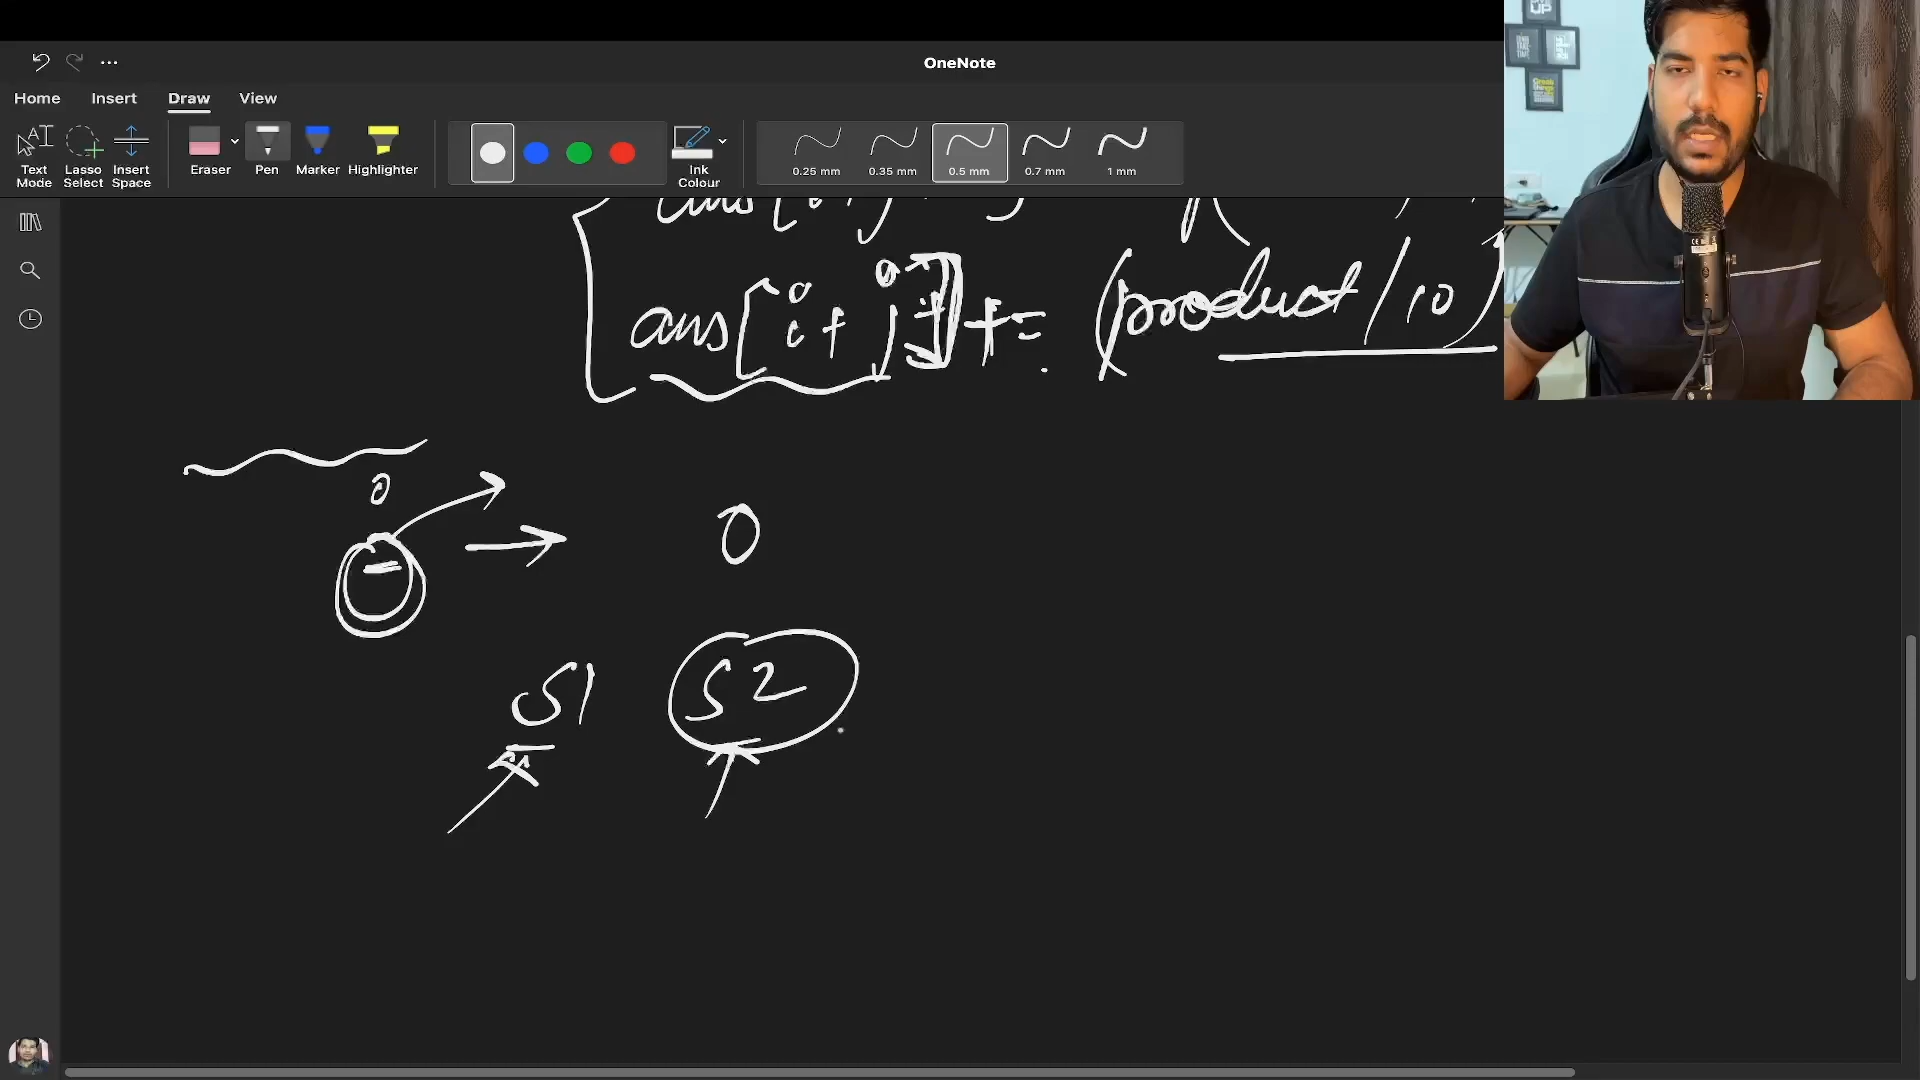 OneNote
Home Insert Draw View
Text Mode Lasso Select Insert Space Eraser Pen Marker Highlighter Ink Colour 0.25 mm 0.35 mm 0.5 mm 0.7 mm 1 mm
ans[i+j] += (product/10)
0
0
S1 S2